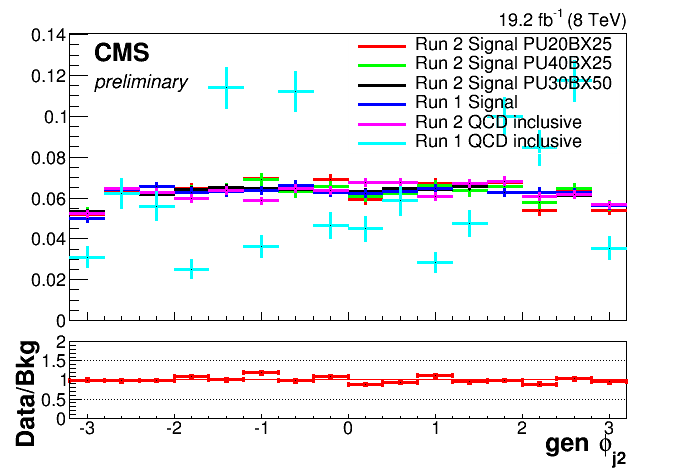 19.2 fb⁻¹ (8 TeV)
CMS
preliminary
Run 2 Signal PU20BX25
Run 2 Signal PU40BX25
Run 2 Signal PU30BX50
Run 1 Signal
Run 2 QCD inclusive
Run 1 QCD inclusive
0.14
0.12
0.1
0.08
0.06
0.04
0.02
0
Data/Bkg
2
1.5
1
0.5
0
-3 -2 -1 0 1 2 3
gen ϕ_j2